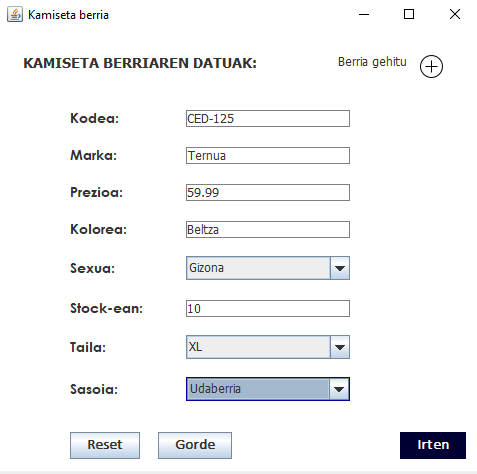 Kamiseta berria
KAMISETA BERRIAREN DATUAK:
Berria gehitu
Kodea: CED-125
Marka: Ternua
Prezioa: 59.99
Kolorea: Beltza
Sexua: Gizona
Stock-ean: 10
Taila: XL
Sasoia: Udaberria
Reset Gorde Irten